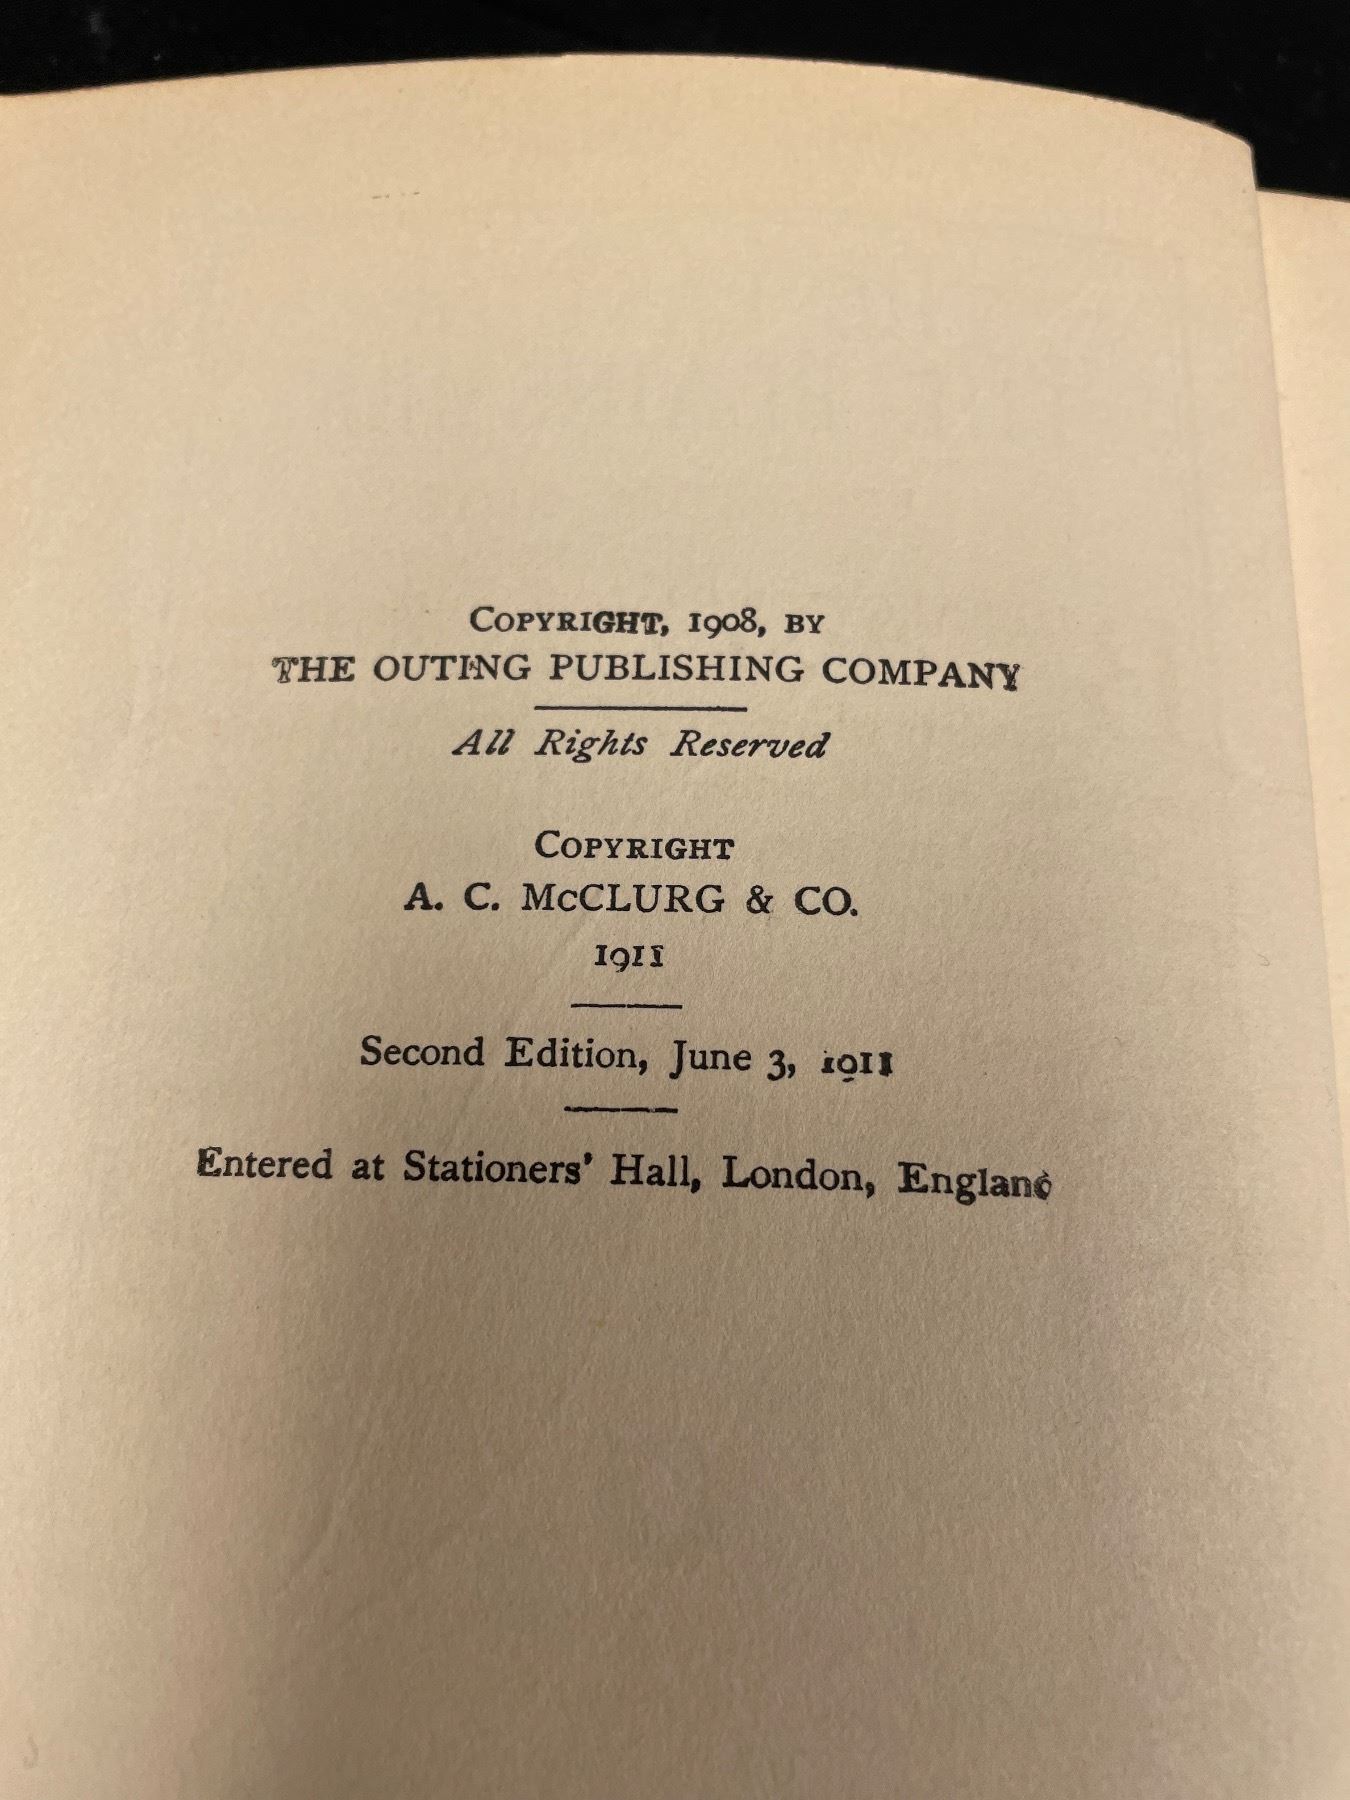 Copyright, 1908, by
THE OUTING PUBLISHING COMPANY
All Rights Reserved
Copyright
A. C. McCLURG & CO.
1911
Second Edition, June 3, 1911
Entered at Stationers' Hall, London, England